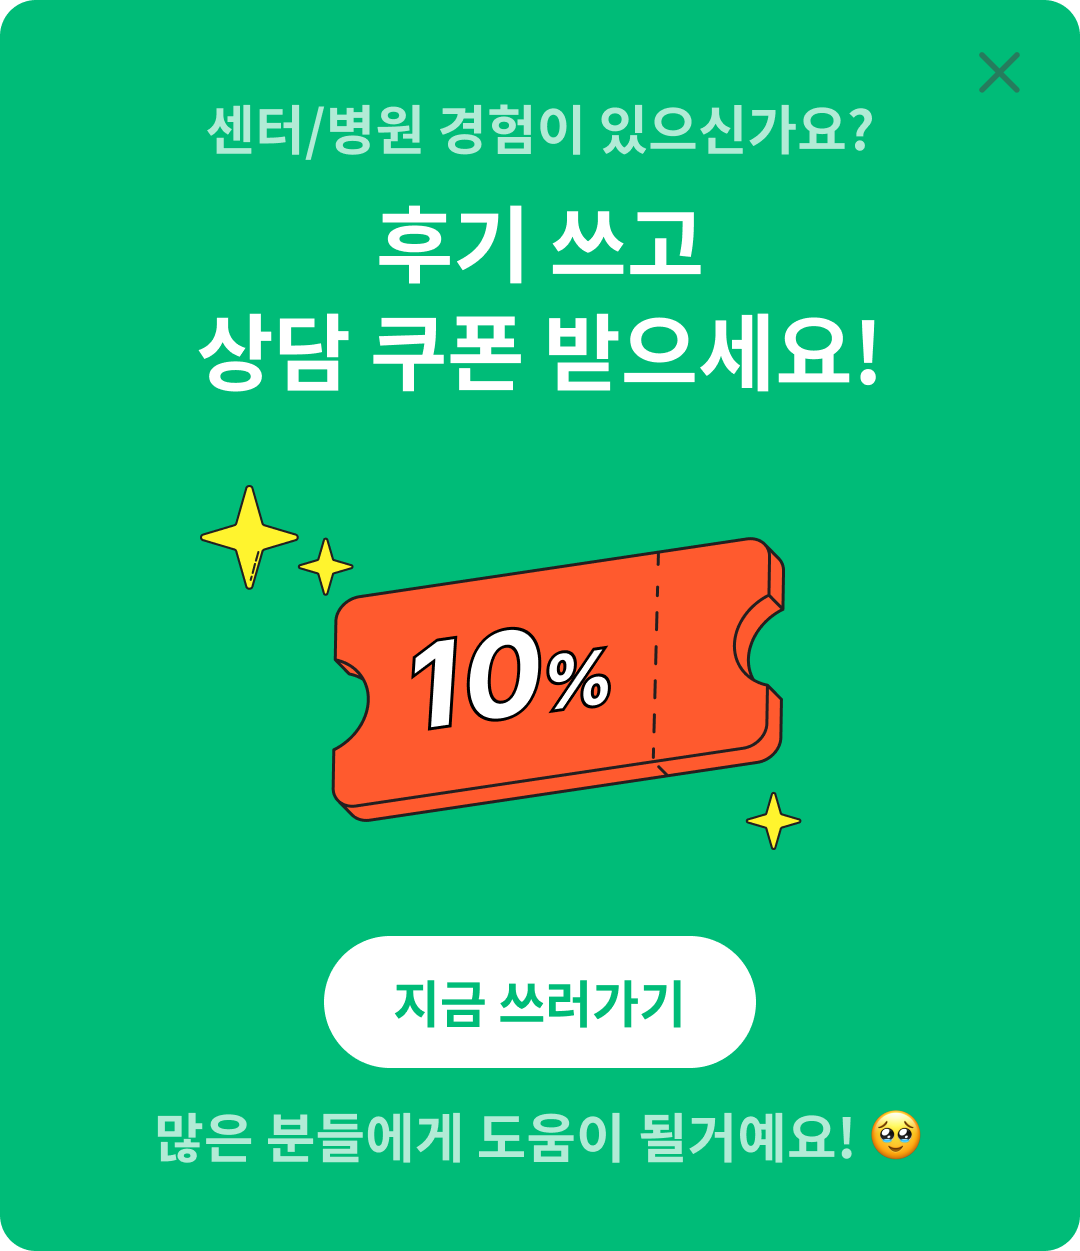 센터/병원 경험이 있으신가요?
후기 쓰고
상담 쿠폰 받으세요!
10%
지금 쓰러가기
많은 분들에게 도움이 될거예요! 🥹